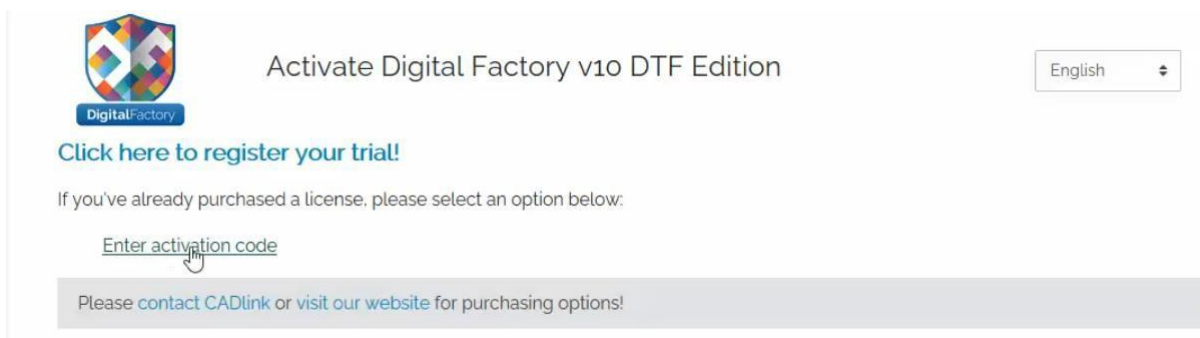 Activate Digital Factory v10 DTF Edition
English
DigitalFactory
Click here to register your trial!
If you've already purchased a license, please select an option below:
Enter activation code
Please contact CADlink or visit our website for purchasing options!